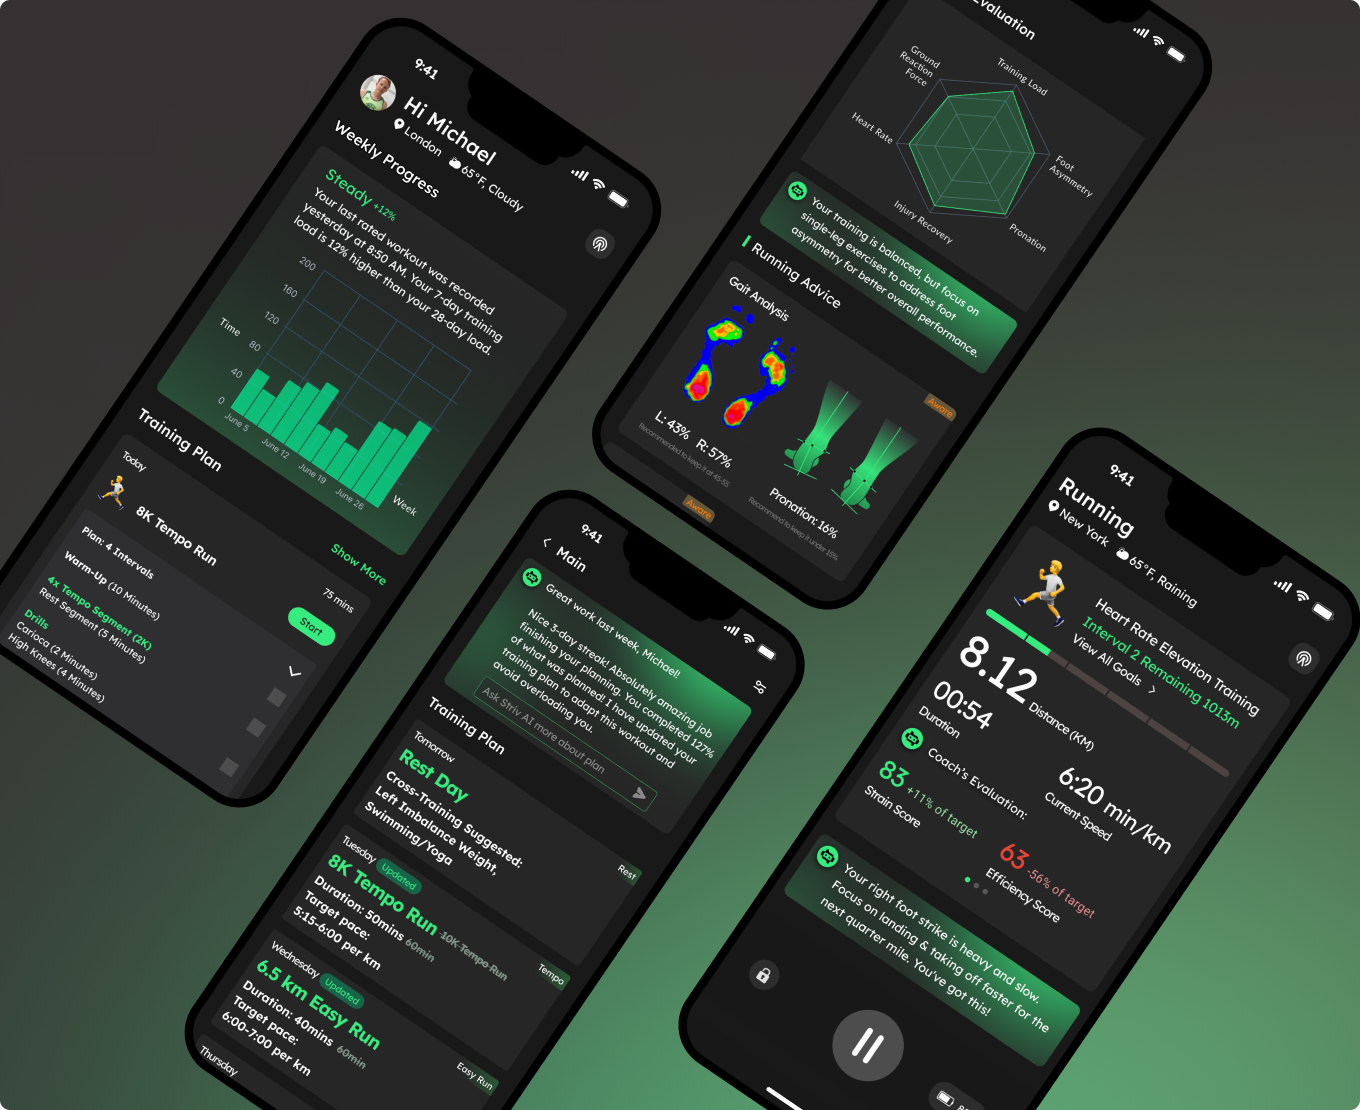 9:41
Hi Michael
London
65°F, Cloudy
Weekly Progress
Steady +12%
Your last rated workout was recorded
yesterday at 8:50 AM. Your 7-day training
load is 12% higher than your 28-day load.
200
160
120
Time
80
40
0
June 5
June 12
June 19
June 26
Week
Training Plan
Show More
Today
75 mins
8K Tempo Run
Start
Plan: 4 Intervals
Warm-Up (10 Minutes)
4x Tempo Segment (2K)
Rest Segment (5 Minutes)
Drills
Carioca (2 Minutes)
High Knees (4 Minutes)
Evaluation
Ground
Reaction
Force
Training Load
Heart Rate
Foot
Asymmetry
Injury Recovery
Pronation
Your training is balanced, but focus on
single-leg exercises to address foot
asymmetry for better overall performance.
Running Advice
Gait Analysis
Aware
L: 43% R: 57%
Recommended to keep it at 45-55
Pronation: 16%
Recommend to keep it under 15%
Aware
9:41
Main
Great work last week, Michael!
Nice 3-day streak! Absolutely amazing job
finishing your planning. You completed 127%
of what was planned! I have updated your
training plan to adapt this workout and
avoid overloading you.
Ask Striv AI more about plan
Training Plan
Tomorrow
Rest Day
Rest
Cross-Training Suggested:
Left Imbalance Weight,
Swimming/Yoga
Tuesday Updated
8K Tempo Run 10K Tempo Run
Tempo
Duration: 50mins 60min
Target pace:
5:15-6:00 per km
Wednesday Updated
6.5 km Easy Run
Easy Run
Duration: 40mins 60min
Target pace:
6:00-7:00 per km
Thursday
9:41
Running
New York
65°F, Raining
Heart Rate Elevation Training
Interval 2 Remaining 1013m
View All Goals
8.12 Distance (KM)
00:54
Duration
6:20 min/km
Current Speed
Coach's Evaluation:
83 +11% of target
Strain Score
63 -56% of target
Efficiency Score
Your right foot strike is heavy and slow.
Focus on landing & taking off faster for the
next quarter mile. You've got this!